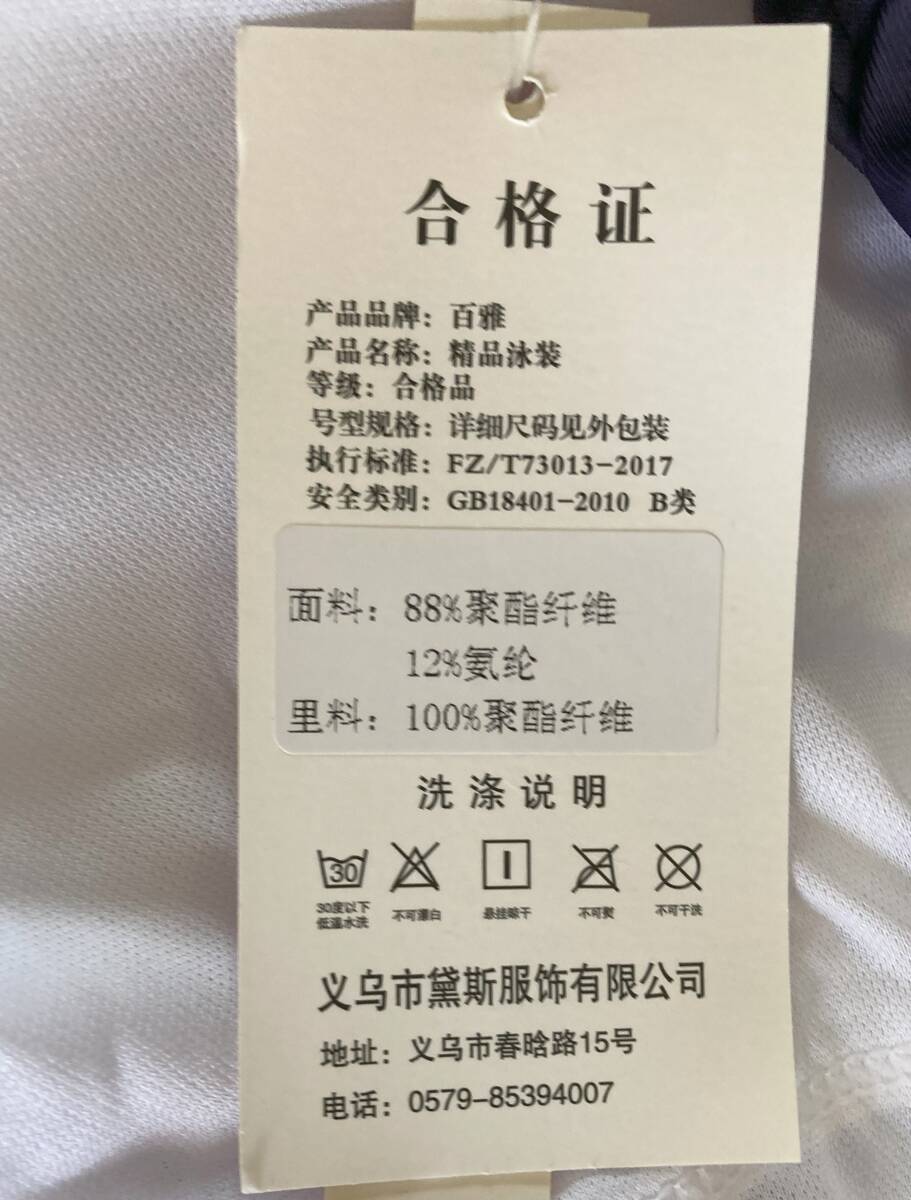 合格证
产品品牌：百雅
产品名称：精品泳装
等级：合格品
号型规格：详细尺码见外包装
执行标准：FZ/T73013-2017
安全类别：GB18401-2010 B类
面料：88%聚酯纤维
12%氨纶
里料：100%聚酯纤维
洗涤说明
30
30度以下 不可漂白 悬挂晾干 不可熨 不可干洗
低温水洗
义乌市黛斯服饰有限公司
地址：义乌市春晗路15号
电话：0579-85394007